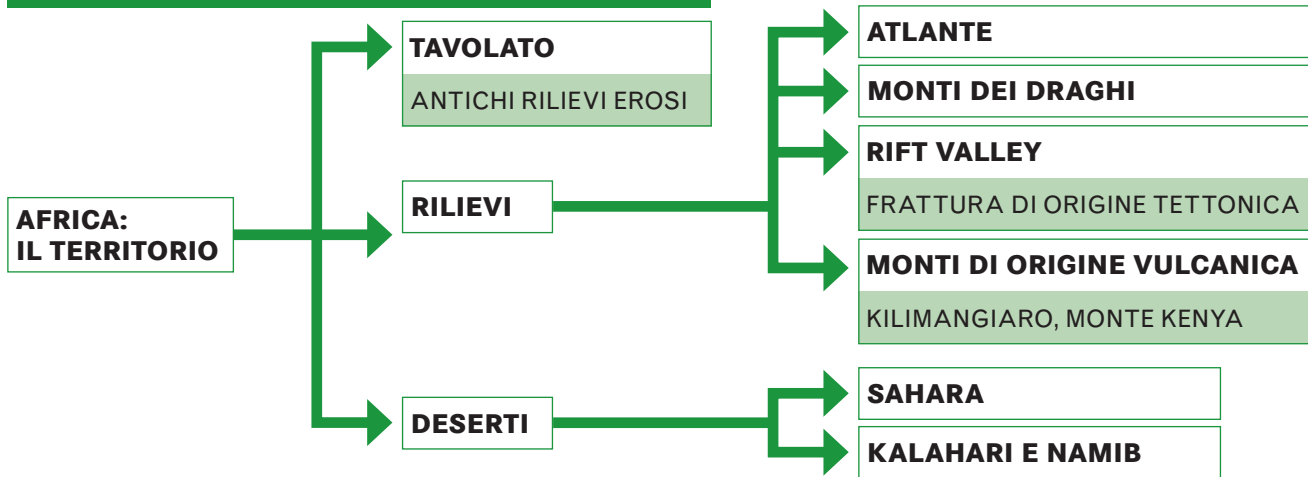 AFRICA:
IL TERRITORIO
TAVOLATO
ANTICHI RILIEVI EROSI
RILIEVI
ATLANTE
MONTI DEI DRAGHI
RIFT VALLEY
FRATTURA DI ORIGINE TETTONICA
MONTI DI ORIGINE VULCANICA
KILIMANGIARO, MONTE KENYA
DESERTI
SAHARA
KALAHARI E NAMIB